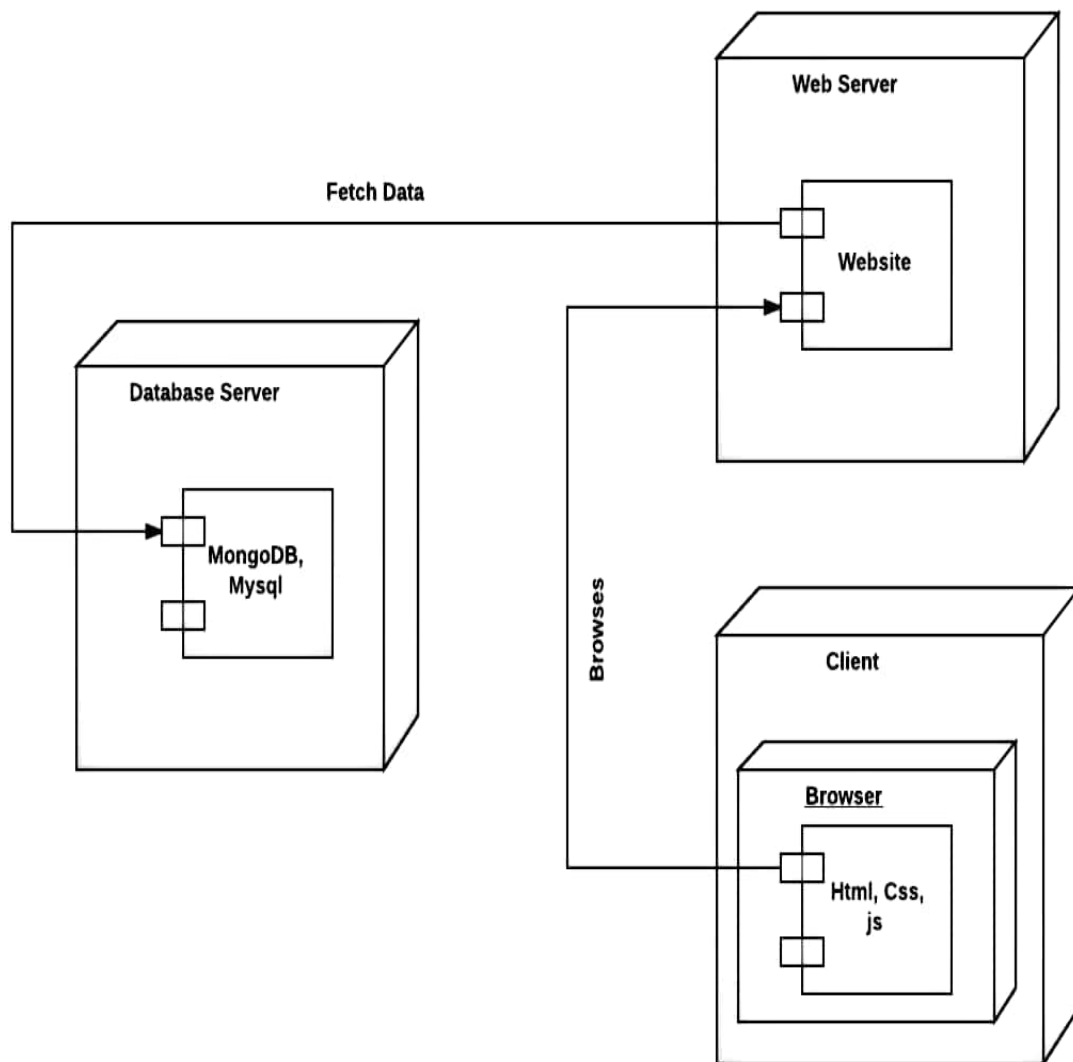 Web Server
Fetch Data
Website
Database Server
MongoDB,
Mysql
Browses
Client
Browser
Html, Css,
js